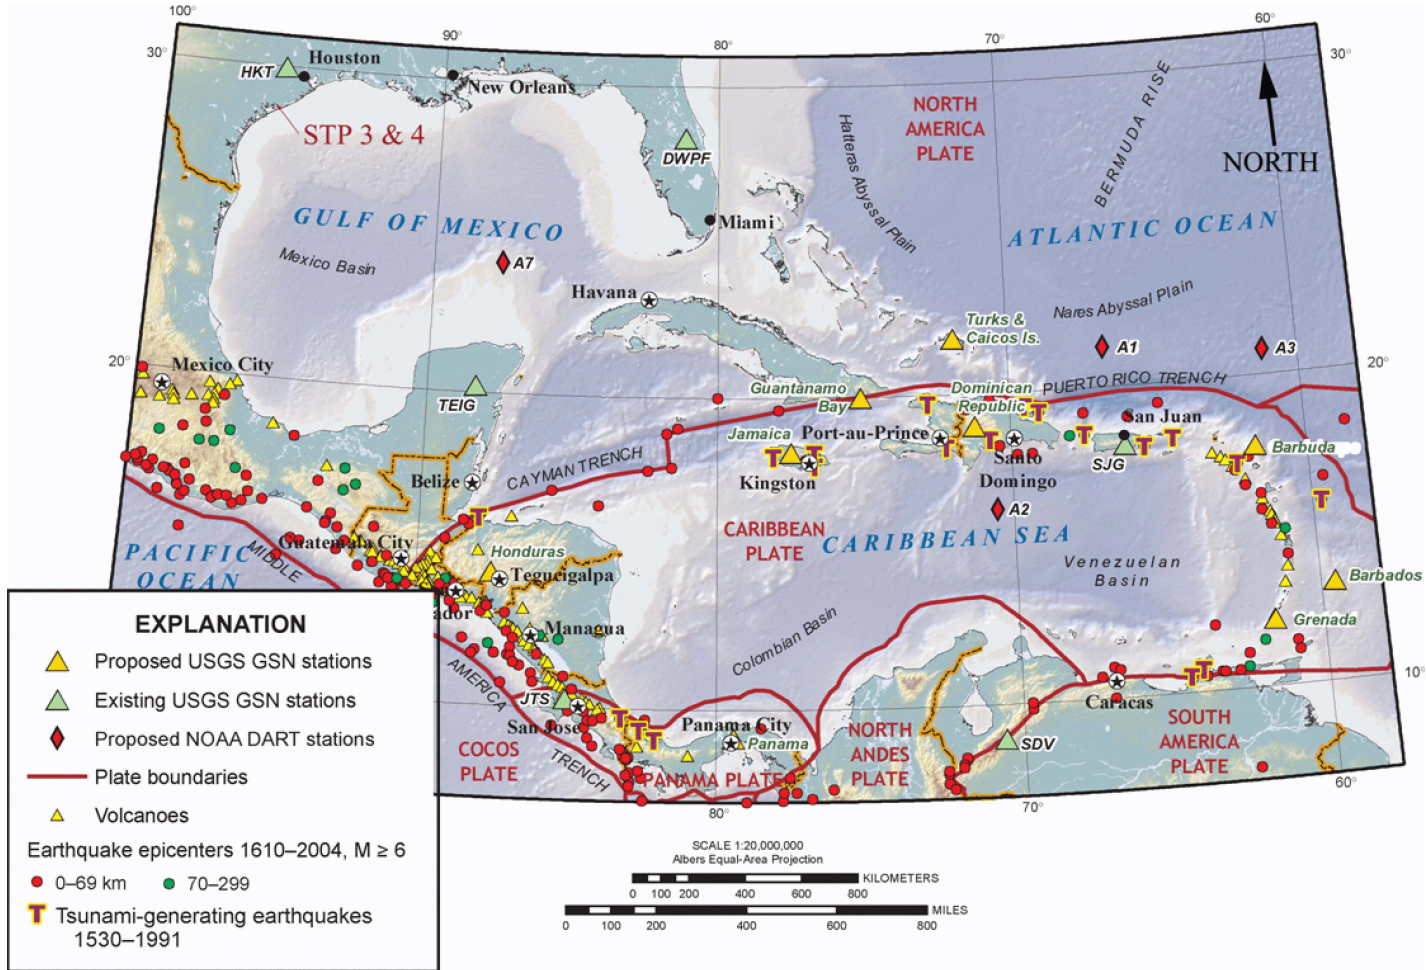 100°
90°
80°
70°
60°
30°
30°
HKT
Houston
New Orleans
STP 3 & 4
DWPF
NORTH
AMERICA
PLATE
Hatteras Abyssal Plain
BERMUDA RISE
NORTH
GULF OF MEXICO
Miami
ATLANTIC OCEAN
Mexico Basin
A7
Havana
Nares Abyssal Plain
Turks &
Caicos Is.
A1
A3
20°
20°
Mexico City
TEIG
Guantanamo
Bay
Dominican
Republic
PUERTO RICO TRENCH
San Juan
Jamaica
Port-au-Prince
Barbuda
CAYMAN TRENCH
Belize
Kingston
Santo
Domingo
SJG
A2
CARIBBEAN
PLATE
CARIBBEAN SEA
PACIFIC
OCEAN
MIDDLE
Guatemala City
Honduras
Tegucigalpa
Venezuelan
Basin
Barbados
ador
Managua
Grenada
Colombian Basin
AMERICA
JTS
San José
10°
Caracas
Panama City
Panama
COCOS
PLATE
TRENCH
PANAMA PLATE
NORTH
ANDES
PLATE
SDV
SOUTH
AMERICA
PLATE
80°
70°
60°
EXPLANATION
Proposed USGS GSN stations
Existing USGS GSN stations
Proposed NOAA DART stations
Plate boundaries
Volcanoes
Earthquake epicenters 1610–2004, M ≥ 6
0–69 km
70–299
T Tsunami-generating earthquakes
1530–1991
SCALE 1:20,000,000
Albers Equal-Area Projection
KILOMETERS
0 100 200 400 600 800
MILES
0 100 200 400 600 800